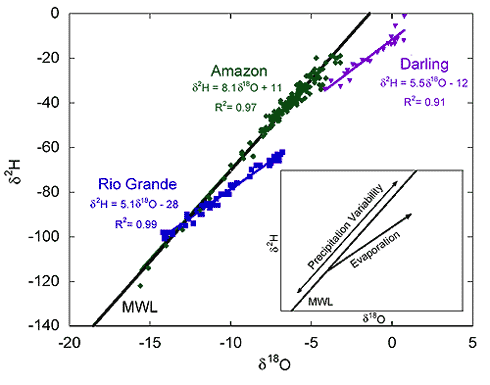 0
-20
-40
-60
-80
-100
-120
-140
δ²H
Amazon
δ²H = 8.1δ¹⁸O + 11
R²= 0.97
Darling
δ²H = 5.5δ¹⁸O - 12
R²= 0.91
Rio Grande
δ²H = 5.1δ¹⁸O - 28
R²= 0.99
MWL
δ²H
Precipitation Variability
Evaporation
MWL
δ¹⁸O
-20
-15
-10
-5
0
5
δ¹⁸O